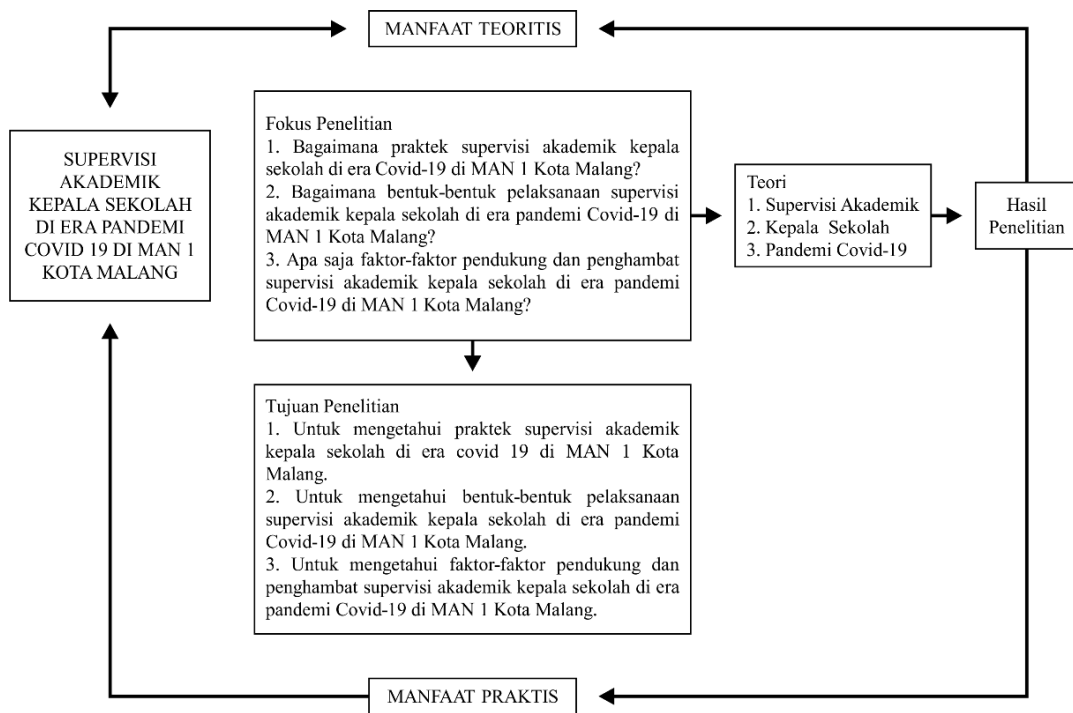 MANFAAT TEORITIS
SUPERVISI
AKADEMIK
KEPALA SEKOLAH
DI ERA PANDEMI
COVID 19 DI MAN 1
KOTA MALANG
Fokus Penelitian
1. Bagaimana praktek supervisi akademik kepala
sekolah di era Covid-19 di MAN 1 Kota Malang?
2. Bagaimana bentuk-bentuk pelaksanaan supervisi
akademik kepala sekolah di era pandemi Covid-19 di
MAN 1 Kota Malang?
3. Apa saja faktor-faktor pendukung dan penghambat
supervisi akademik kepala sekolah di era pandemi
Covid-19 di MAN 1 Kota Malang?
Teori
1. Supervisi Akademik
2. Kepala Sekolah
3. Pandemi Covid-19
Hasil
Penelitian
Tujuan Penelitian
1. Untuk mengetahui praktek supervisi akademik
kepala sekolah di era covid 19 di MAN 1 Kota
Malang.
2. Untuk mengetahui bentuk-bentuk pelaksanaan
supervisi akademik kepala sekolah di era pandemi
Covid-19 di MAN 1 Kota Malang.
3. Untuk mengetahui faktor-faktor pendukung dan
penghambat supervisi akademik kepala sekolah di era
pandemi Covid-19 di MAN 1 Kota Malang.
MANFAAT PRAKTIS